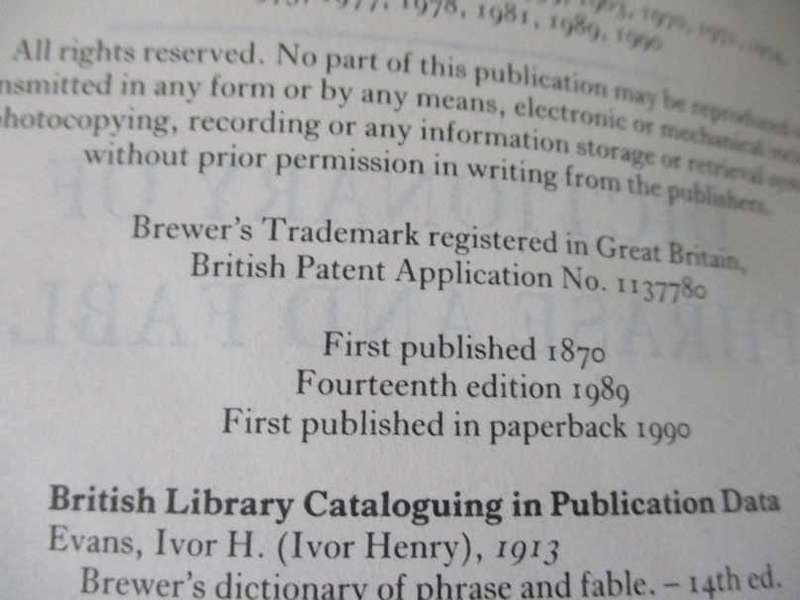 1977, 1978, 1981, 1989, 1990
All rights reserved. No part of this publication may be reproduced
nsmitted in any form or by any means, electronic or mechanical
hotocopying, recording or any information storage or retrieval
without prior permission in writing from the publishers.
Brewer's Trademark registered in Great Britain,
British Patent Application No. 1137780
First published 1870
Fourteenth edition 1989
First published in paperback 1990
British Library Cataloguing in Publication Data
Evans, Ivor H. (Ivor Henry), 1913
Brewer's dictionary of phrase and fable. – 14th ed.